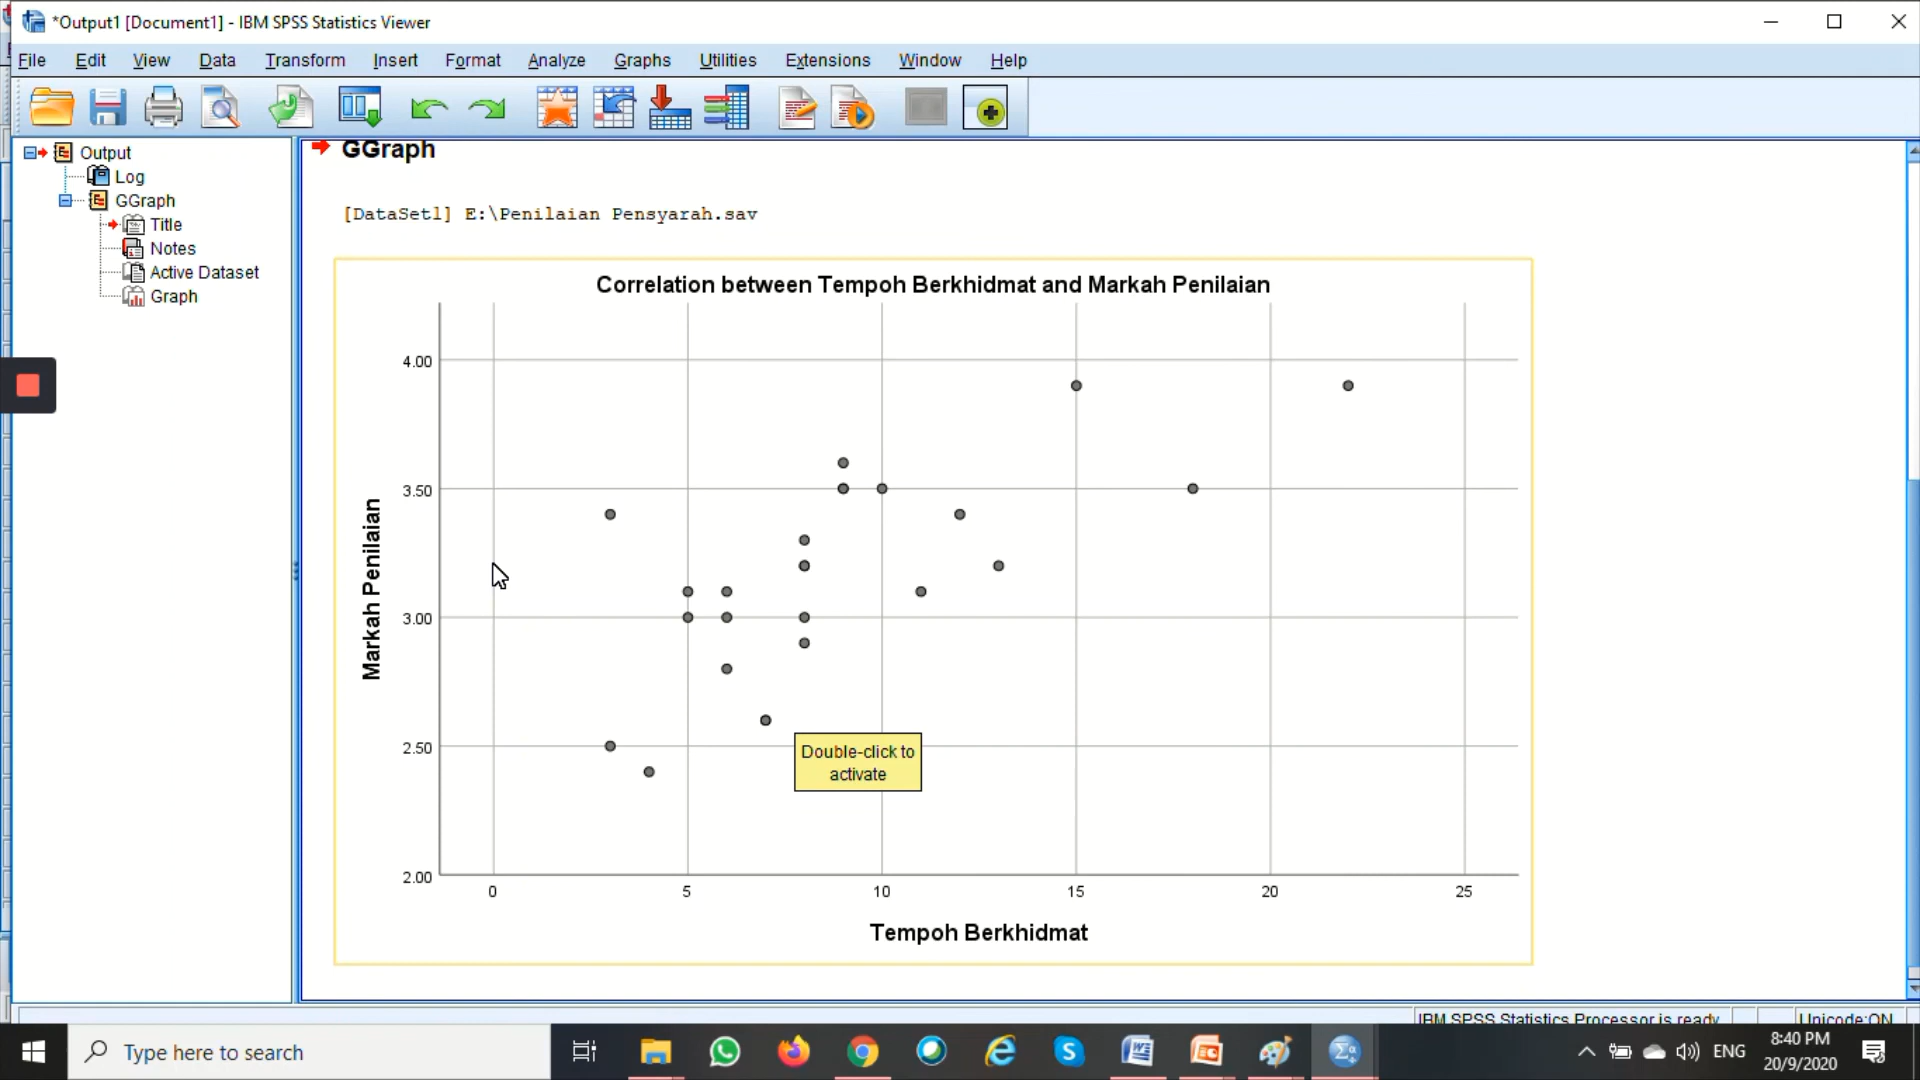 *Output1 [Document1] - IBM SPSS Statistics Viewer
File Edit View Data Transform Insert Format Analyze Graphs Utilities Extensions Window Help
Output
Log
GGraph
Title
Notes
Active Dataset
Graph
GGraph
[DataSet1] E:\Penilaian Pensyarah.sav
Correlation between Tempoh Berkhidmat and Markah Penilaian
Markah Penilaian
4.00
3.50
3.00
2.50
2.00
Double-click to
activate
0 5 10 15 20 25
Tempoh Berkhidmat
IBM SPSS Statistics Processor is ready Unicode:ON
Type here to search
ENG
8:40 PM
20/9/2020